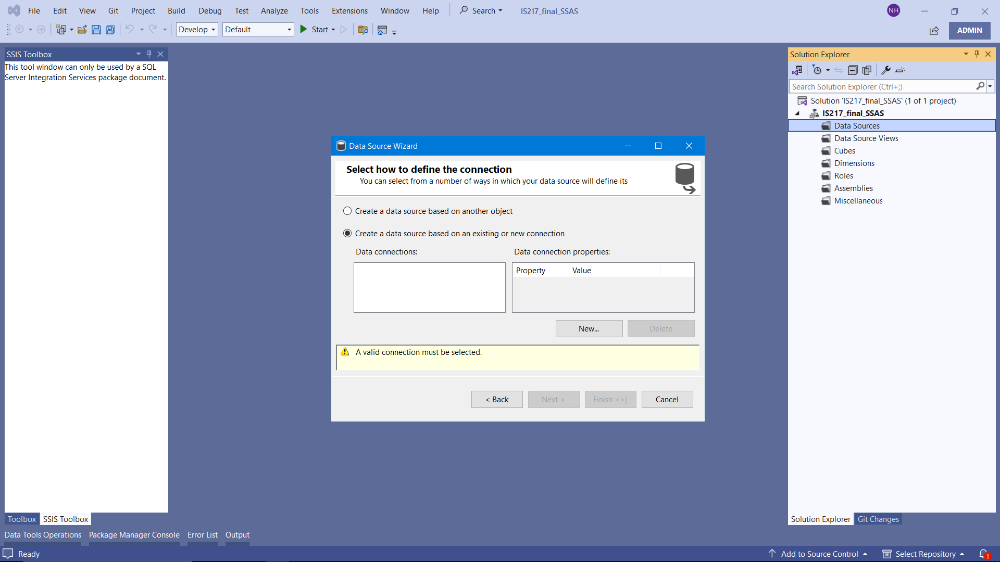 File Edit View Git Project Build Debug Test Analyze Tools Extensions Window Help Search IS217_final_SSAS NH
Develop Default Start ADMIN
SSIS Toolbox
This tool window can only be used by a SQL
Server Integration Services package document.
Toolbox SSIS Toolbox
Data Source Wizard
Select how to define the connection
You can select from a number of ways in which your data source will define its
Create a data source based on another object
Create a data source based on an existing or new connection
Data connections: Data connection properties:
Property Value
New... Delete
A valid connection must be selected.
< Back Next > Finish >>| Cancel
Solution Explorer
Search Solution Explorer (Ctrl+;)
Solution 'IS217_final_SSAS' (1 of 1 project)
IS217_final_SSAS
Data Sources
Data Source Views
Cubes
Dimensions
Roles
Assemblies
Miscellaneous
Solution Explorer Git Changes
Data Tools Operations Package Manager Console Error List Output
Ready Add to Source Control Select Repository 1